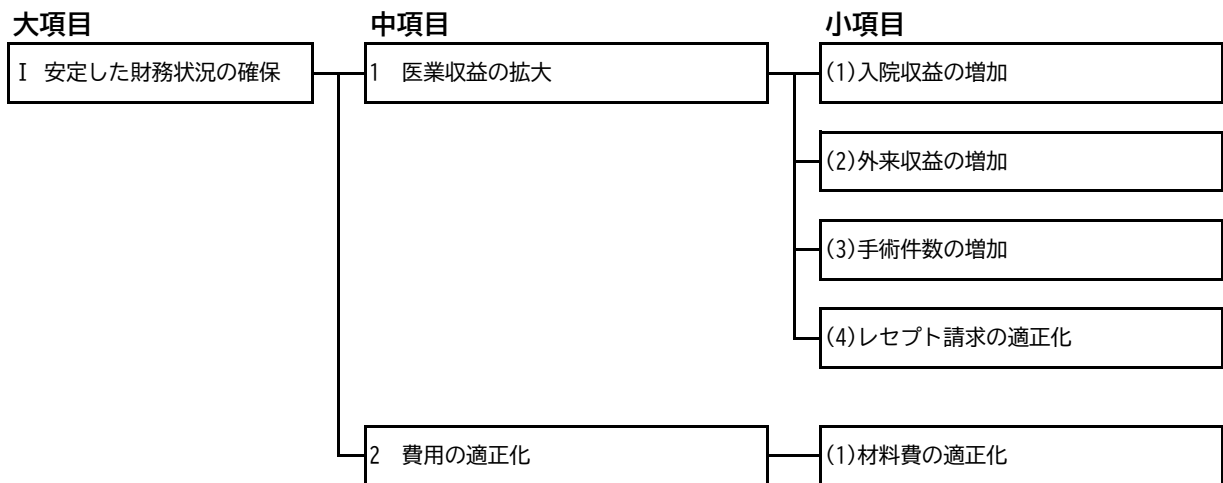 大項目 中項目 小項目
Ⅰ 安定した財務状況の確保 1 医業収益の拡大 (1)入院収益の増加
(2)外来収益の増加
(3)手術件数の増加
(4)レセプト請求の適正化
2 費用の適正化 (1)材料費の適正化